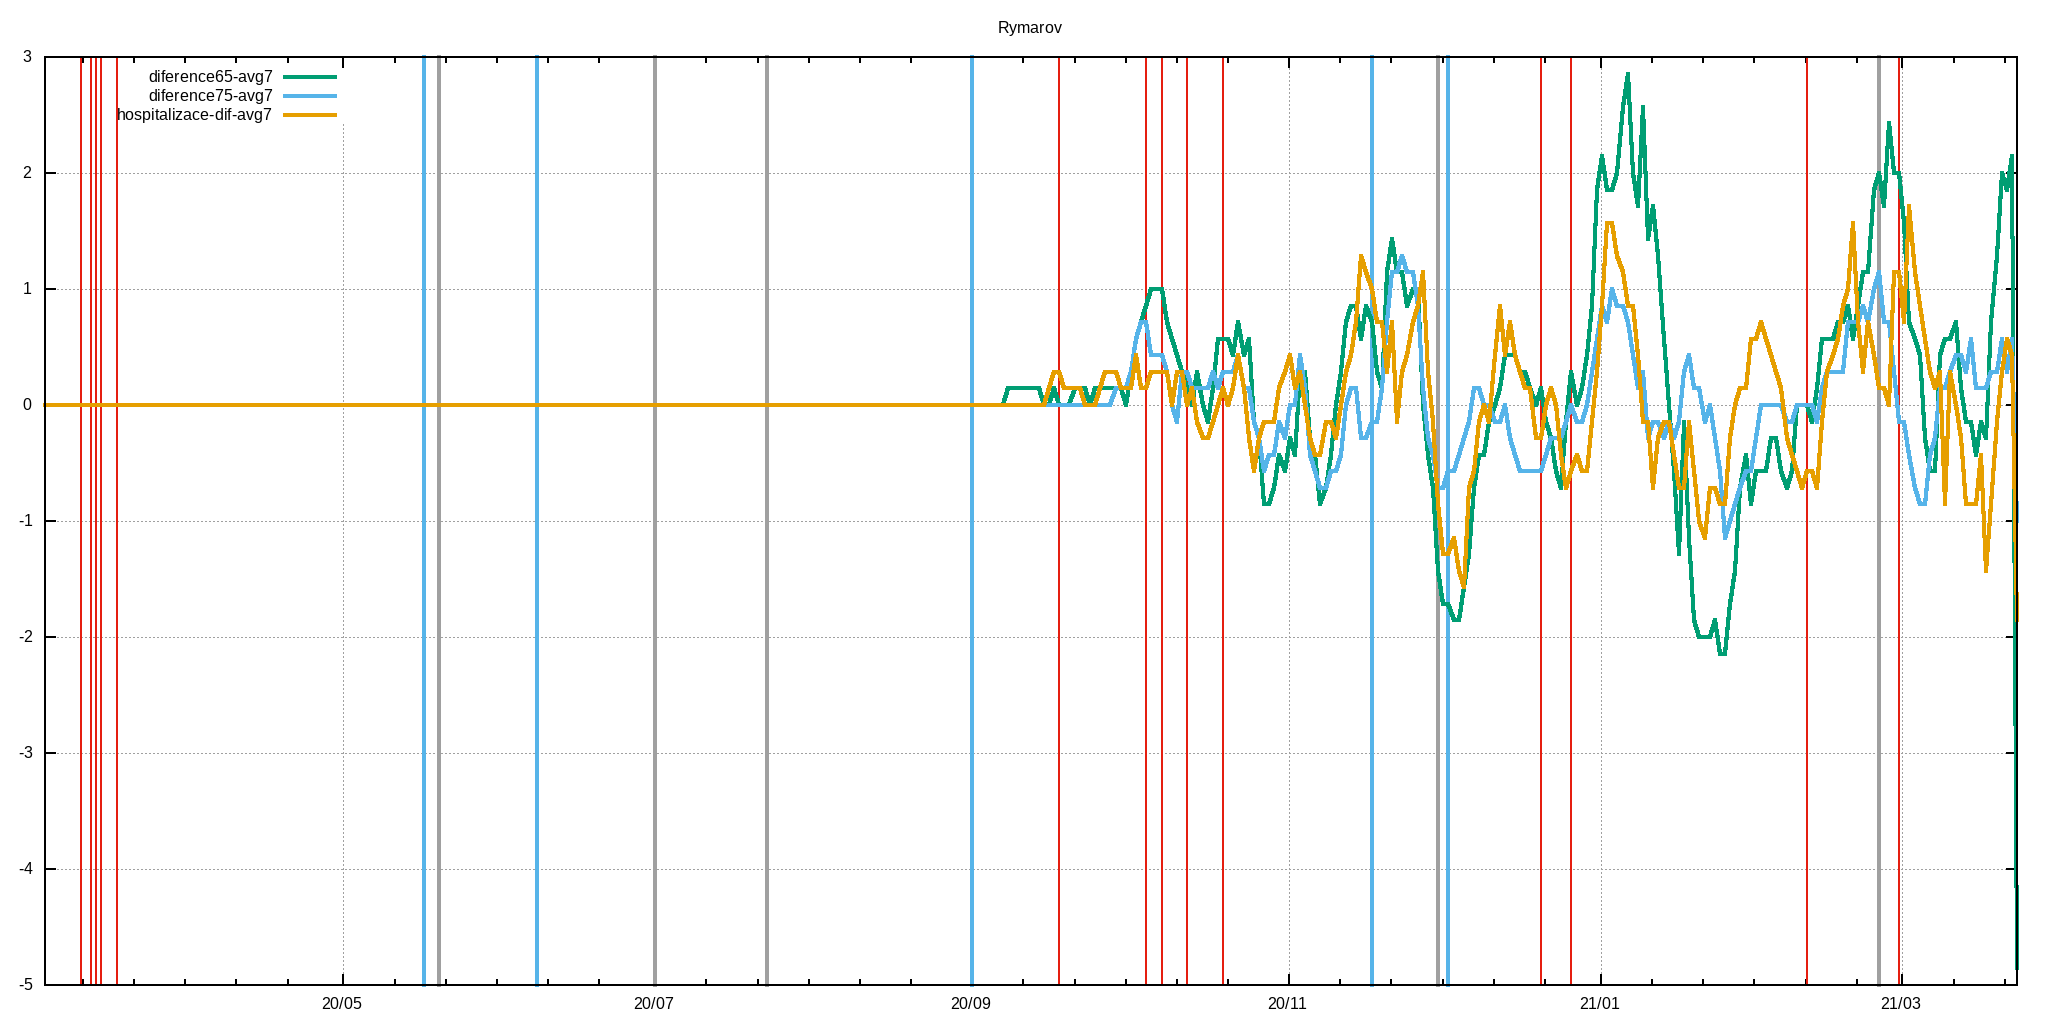 Rymarov
diference65-avg7
diference75-avg7
hospitalizace-dif-avg7
3
2
1
0
-1
-2
-3
-4
-5
20/05 20/07 20/09 20/11 21/01 21/03